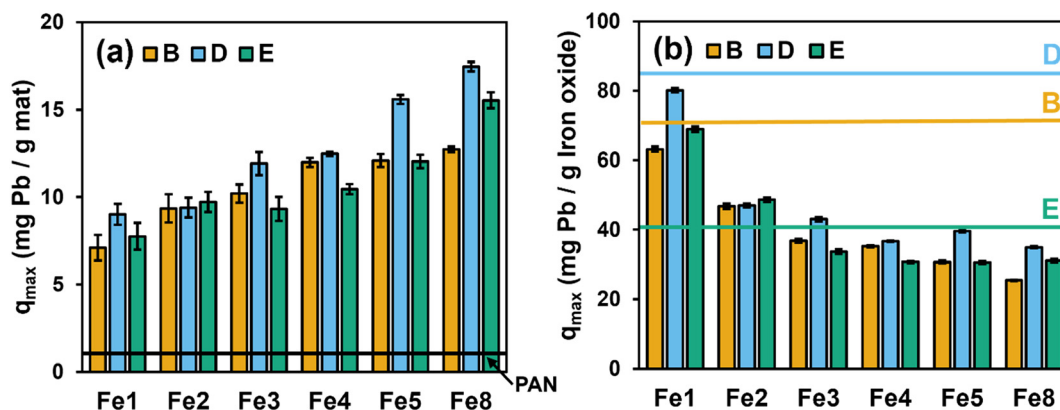 (a) B D E
q_max (mg Pb / g mat)
20
15
10
5
0
PAN
Fe1 Fe2 Fe3 Fe4 Fe5 Fe8
(b) B D E
q_max (mg Pb / g Iron oxide)
100
80
60
40
20
0
D
B
E
Fe1 Fe2 Fe3 Fe4 Fe5 Fe8